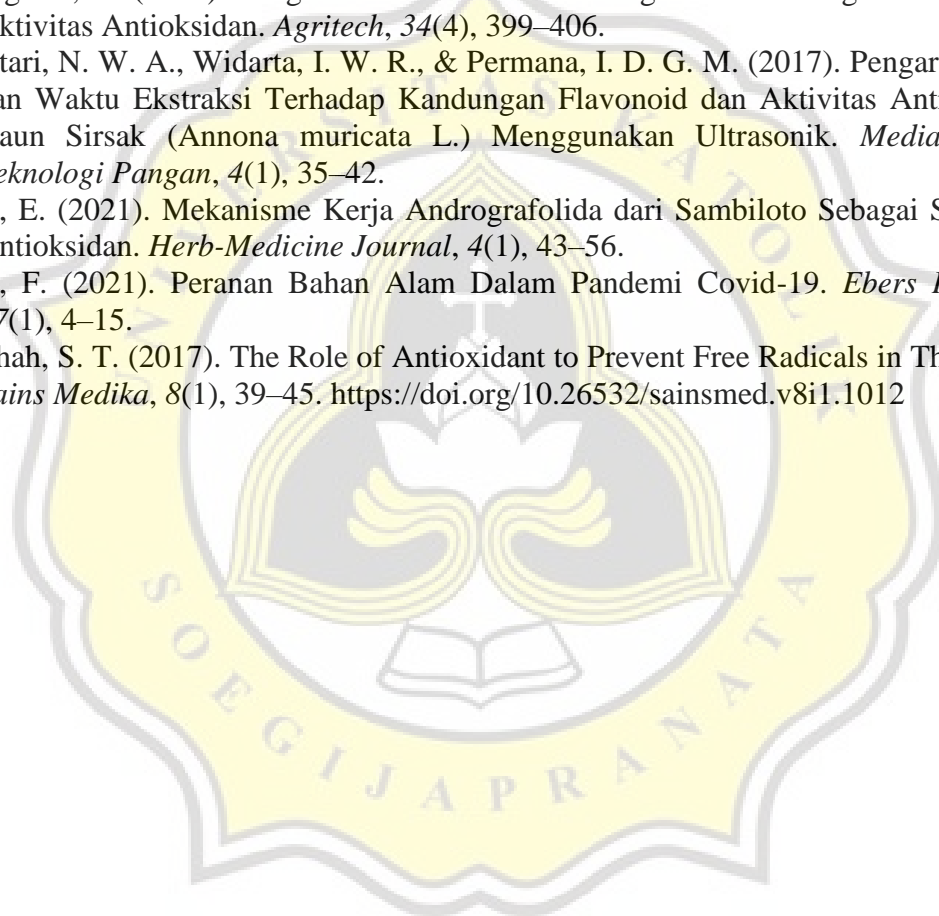 ktivitas Antioksidan. Agritech, 34(4), 399–406.
tari, N. W. A., Widarta, I. W. R., & Permana, I. D. G. M. (2017). Pengar
an Waktu Ekstraksi Terhadap Kandungan Flavonoid dan Aktivitas Ant
aun Sirsak (Annona muricata L.) Menggunakan Ultrasonik. Media
eknologi Pangan, 4(1), 35–42.
, E. (2021). Mekanisme Kerja Andrografolida dari Sambiloto Sebagai S
ntioksidan. Herb-Medicine Journal, 4(1), 43–56.
, F. (2021). Peranan Bahan Alam Dalam Pandemi Covid-19. Ebers
7(1), 4–15.
hah, S. T. (2017). The Role of Antioxidant to Prevent Free Radicals in Th
ains Medika, 8(1), 39–45. https://doi.org/10.26532/sainsmed.v8i1.1012
UNIVERSITAS KATOLIK
SOEGIJAPRANATA